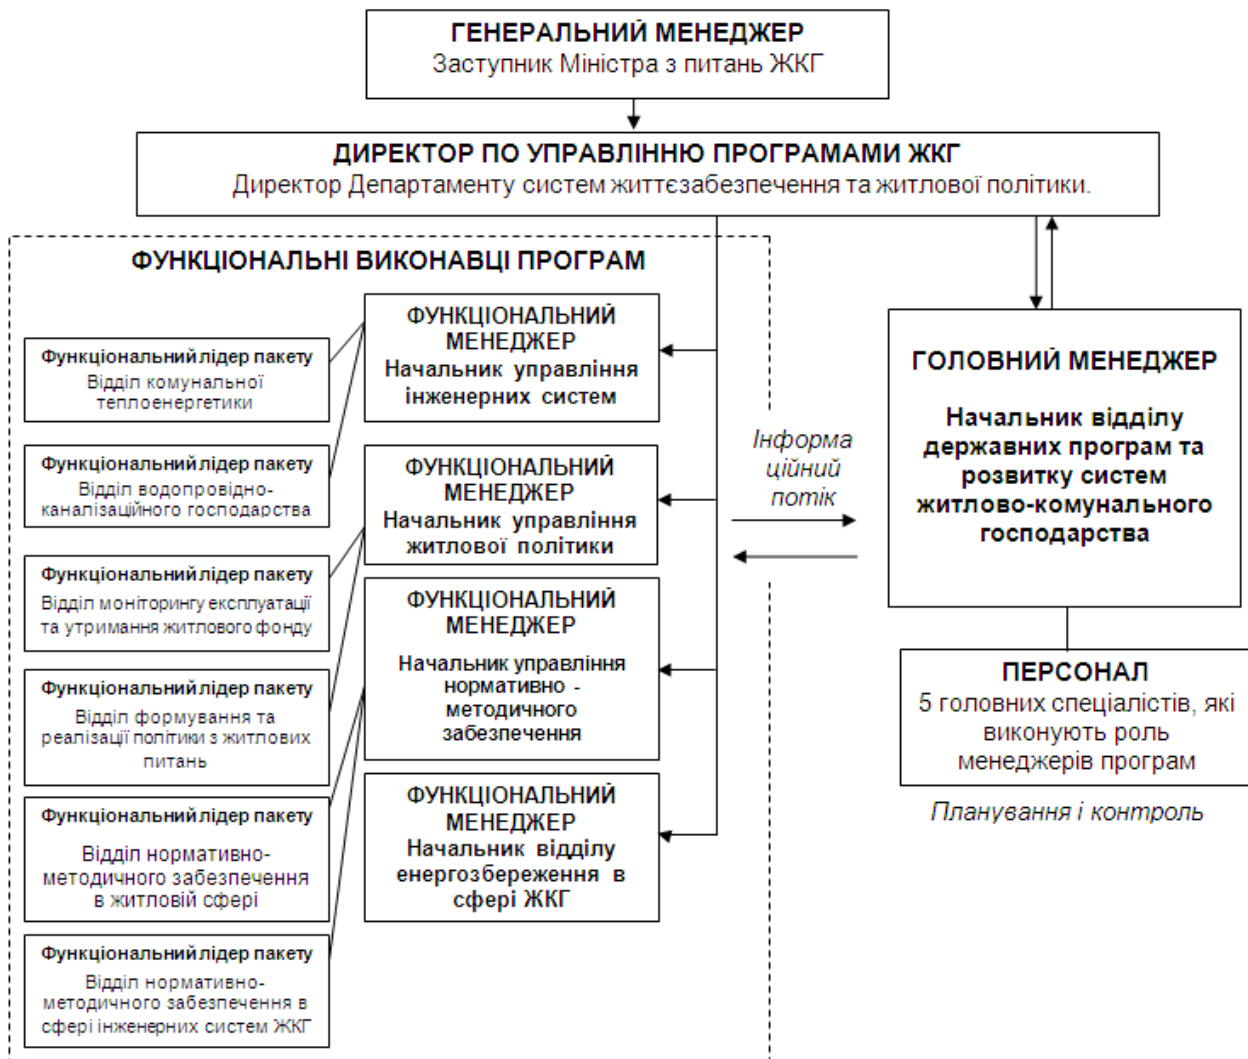 ГЕНЕРАЛЬНИЙ МЕНЕДЖЕР
Заступник Міністра з питань ЖКГ
ДИРЕКТОР ПО УПРАВЛІННЮ ПРОГРАМАМИ ЖКГ
Директор Департаменту систем життєзабезпечення та житлової політики.
ФУНКЦІОНАЛЬНІ ВИКОНАВЦІ ПРОГРАМ
Функціональний лідер пакету
Відділ комунальної
теплоенергетики
Функціональний лідер пакету
Відділ водопровідно-
каналізаційного господарства
Функціональний лідер пакету
Відділ моніторингу експлуатації
та утримання житлового фонду
Функціональний лідер пакету
Відділ формування та
реалізації політики з житлових
питань
Функціональний лідер пакету
Відділ нормативно-
методичного забезпечення
в житловій сфері
Функціональний лідер пакету
Відділ нормативно-
методичного забезпечення в
сфері інженерних систем ЖКГ
ФУНКЦІОНАЛЬНИЙ
МЕНЕДЖЕР
Начальник управління
інженерних систем
ФУНКЦІОНАЛЬНИЙ
МЕНЕДЖЕР
Начальник управління
житлової політики
ФУНКЦІОНАЛЬНИЙ
МЕНЕДЖЕР
Начальник управління
нормативно -
методичного
забезпечення
ФУНКЦІОНАЛЬНИЙ
МЕНЕДЖЕР
Начальник відділу
енергозбереження в
сфері ЖКГ
Інформа
ційний
потік
ГОЛОВНИЙ МЕНЕДЖЕР
Начальник відділу
державних програм та
розвитку систем
житлово-комунального
господарства
ПЕРСОНАЛ
5 головних спеціалістів, які
виконують роль
менеджерів програм
Планування і контроль